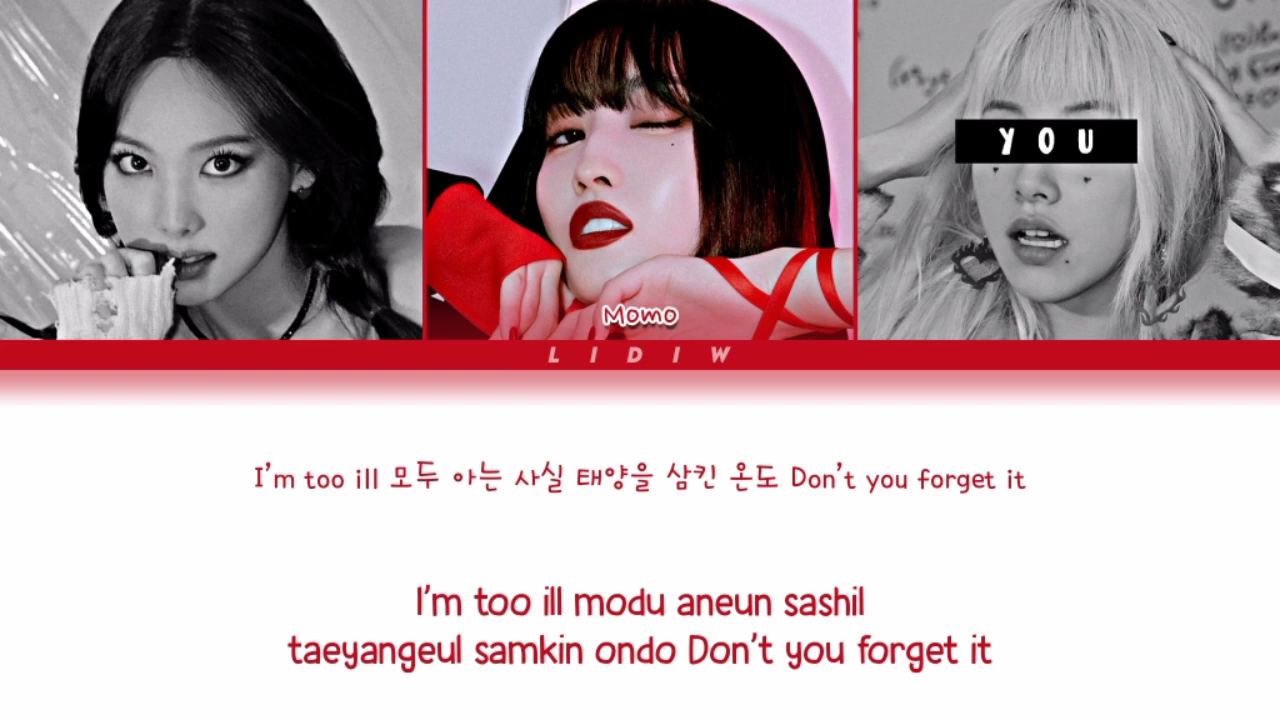 YOU
Momo
LIDIW
I'm too ill 모두 아는 사실 태양을 삼킨 온도 Don't you forget it
I'm too ill modu aneun sashil
taeyangeul samkin ondo Don't you forget it